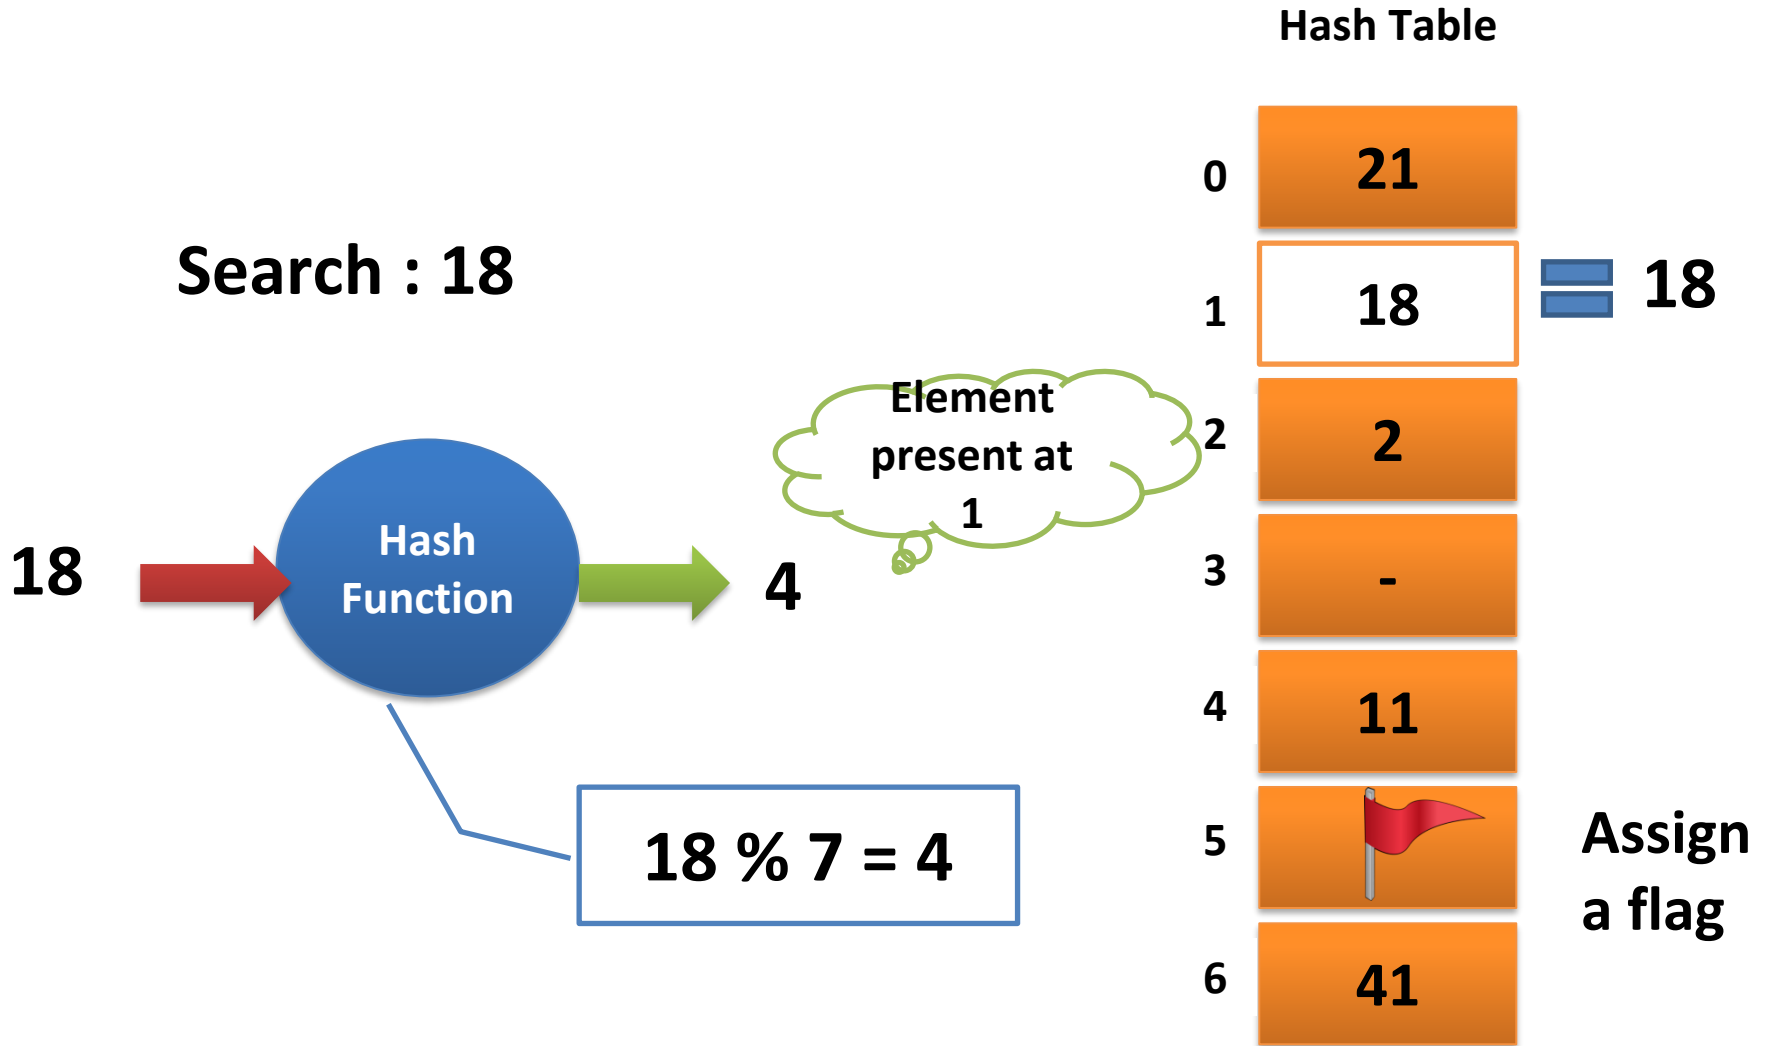 Hash Table
Search : 18
0
21
1
18
18
Element
present at
1
2
2
18
Hash
Function
4
3
-
4
11
18 % 7 = 4
5
Assign
a flag
6
41